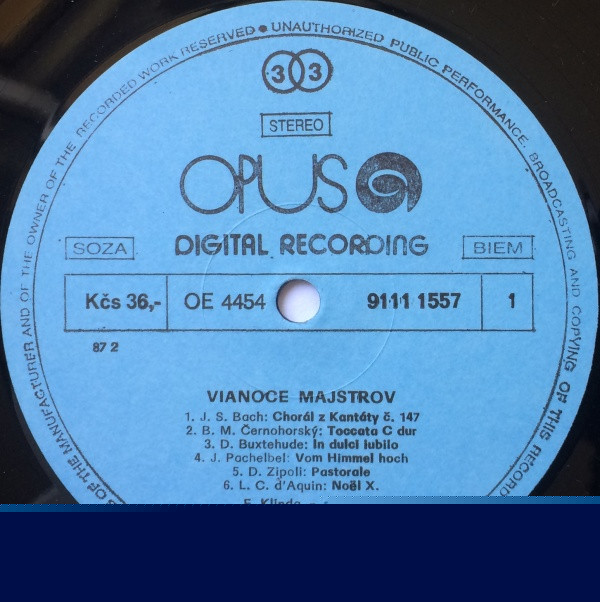 S OF THE MANUFACTURER AND OF THE OWNER OF THE RECORDED WORK RESERVED ● UNAUTHORIZED PUBLIC PERFORMANCE, BROADCASTING AND COPYING OF THIS RECORD
33
STEREO
OPUS
SOZA DIGITAL RECORDING BIEM
Kčs 36,- OE 4454 9111 1557 1
87 2
VIANOCE MAJSTROV
1. J. S. Bach: Chorál z Kantáty č. 147
2. B. M. Černohorský: Toccata C dur
3. D. Buxtehude: In dulci lubilo
4. J. Pachelbel: Vom Himmel hoch
5. D. Zipoli: Pastorale
6. L. C. d'Aquin: Noël X.